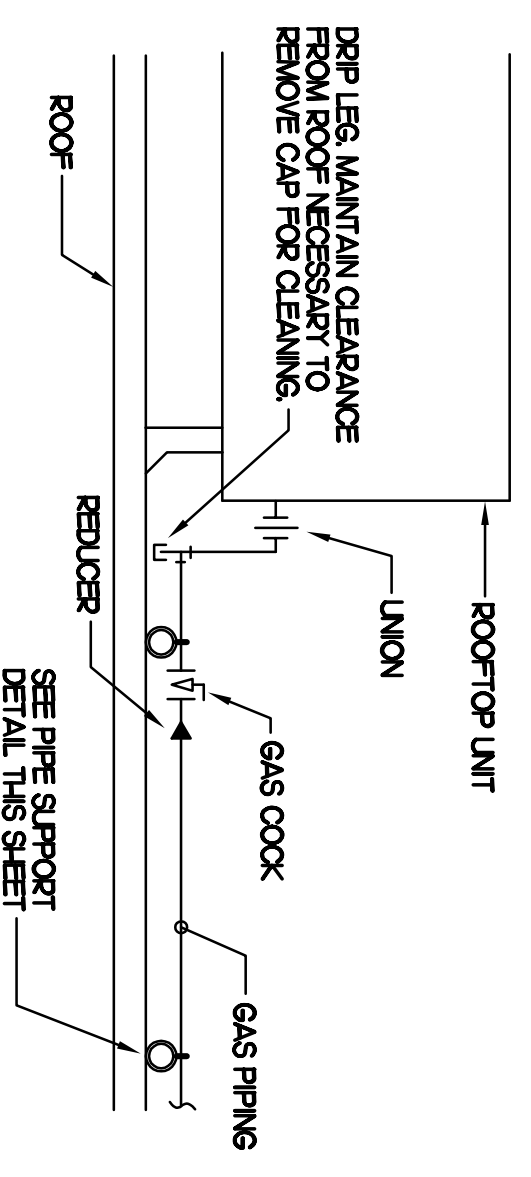 DRIP LEG. MAINTAIN CLEARANCE
FROM ROOF NECESSARY TO
REMOVE CAP FOR CLEANING.
ROOFTOP UNIT
UNION
GAS COCK
GAS PIPING
ROOF
REDUCER
SEE PIPE SUPPORT
DETAIL THIS SHEET